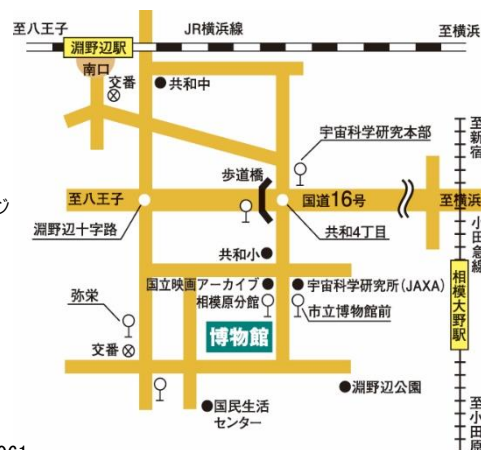 至八王子
JR横浜線
至横浜
淵野辺駅
南口
交番
共和中
至新宿
宇宙科学研究本部
歩道橋
ジ
至八王子
国道16号
至横浜
淵野辺十字路
共和4丁目
小田急線
共和小
国立映画アーカイブ
相模原分館
宇宙科学研究所(JAXA)
弥栄
市立博物館前
相模大野駅
博物館
交番
淵野辺公園
国民生活
センター
至小田原
961